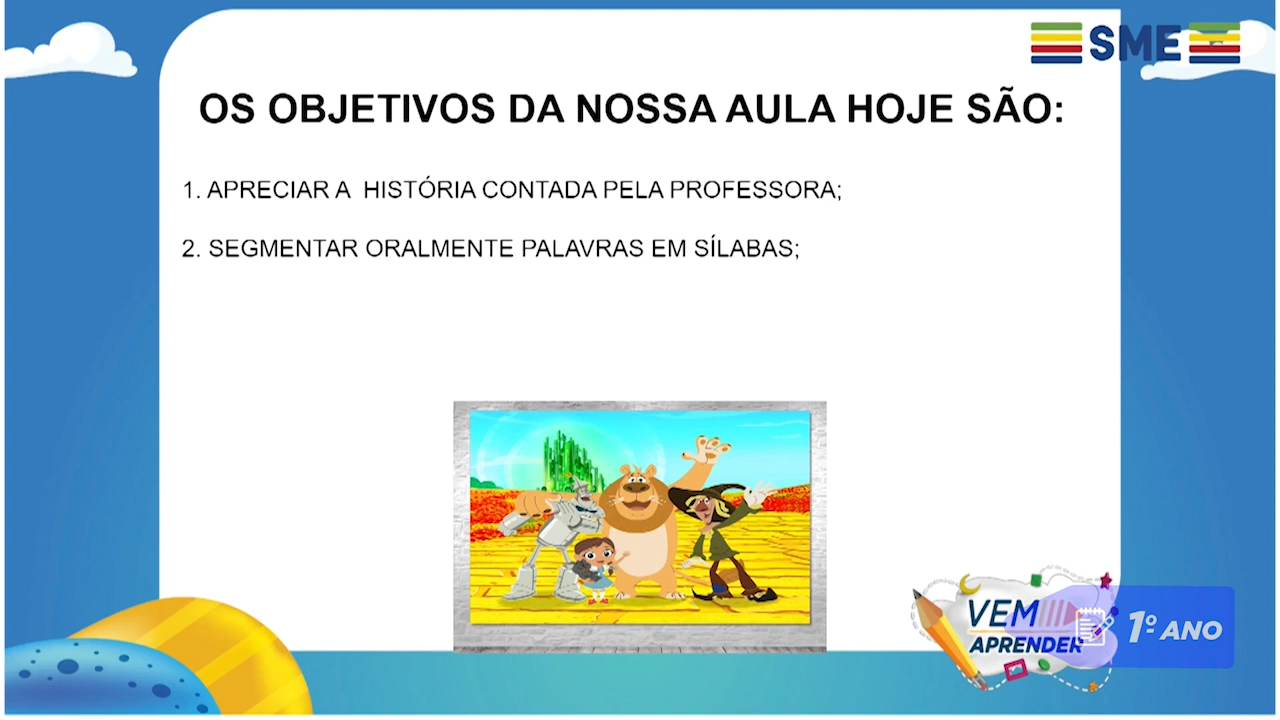 SME
OS OBJETIVOS DA NOSSA AULA HOJE SÃO:
1. APRECIAR A  HISTÓRIA CONTADA PELA PROFESSORA;
2. SEGMENTAR ORALMENTE PALAVRAS EM SÍLABAS;
VEM
APRENDER
1º ANO